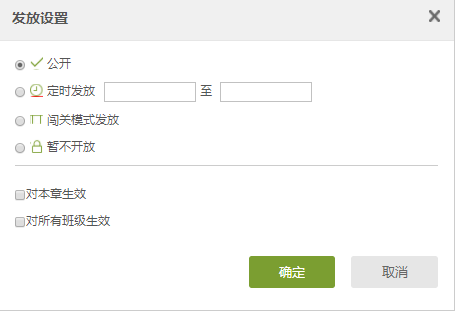 发放设置
公开
定时发放 至
闯关模式发放
暂不开放
对本章生效
对所有班级生效
确定 取消